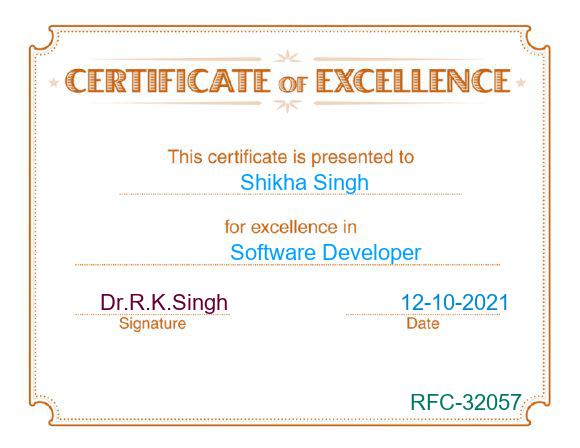 CERTIFICATE OF EXCELLENCE
This certificate is presented to
Shikha Singh
for excellence in
Software Developer
Dr.R.K.Singh 12-10-2021
Signature Date
RFC-32057